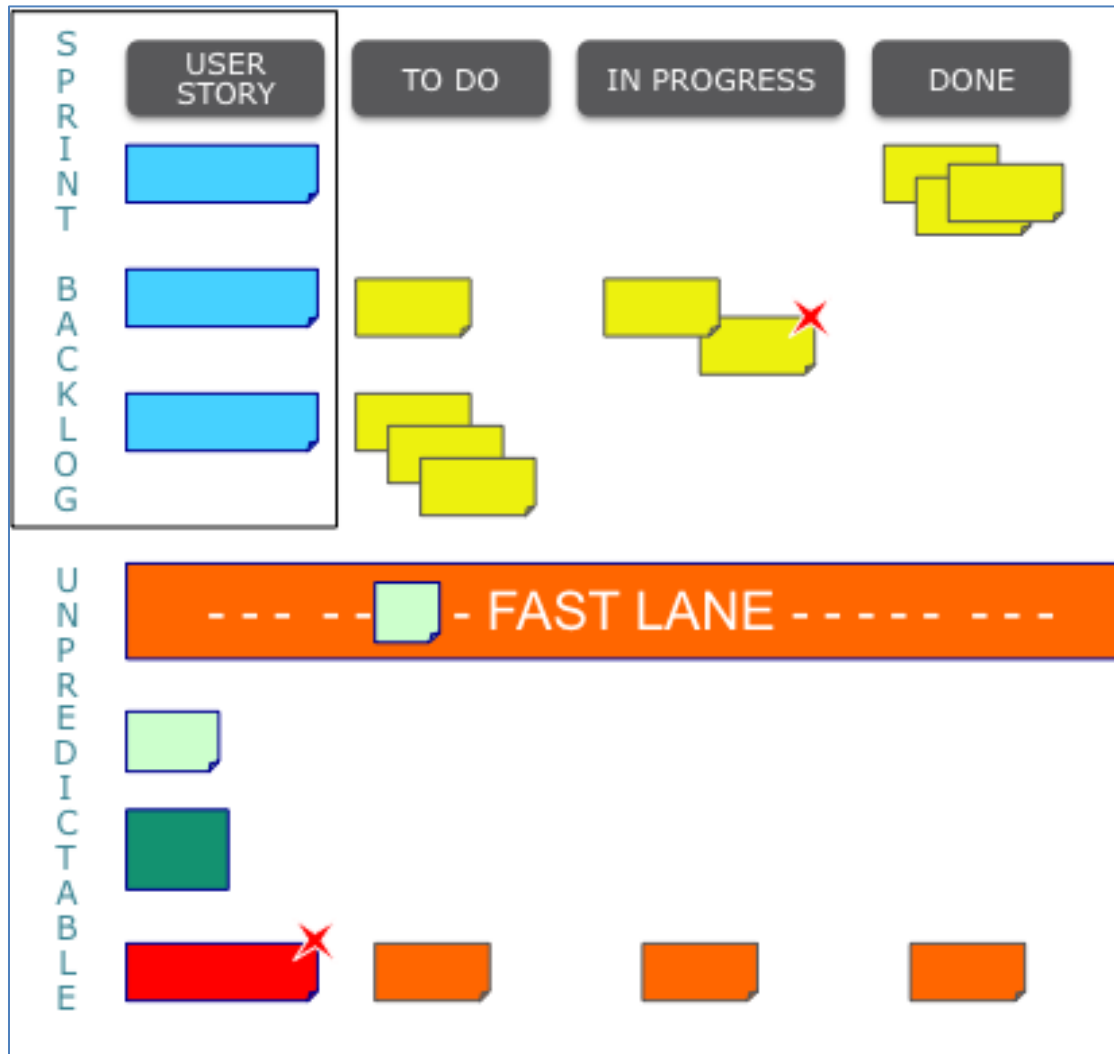 SPRINT BACKLOG
USER
STORY
TO DO
IN PROGRESS
DONE
UNPREDICTABLE
- - - - - - - FAST LANE - - - - - - - -